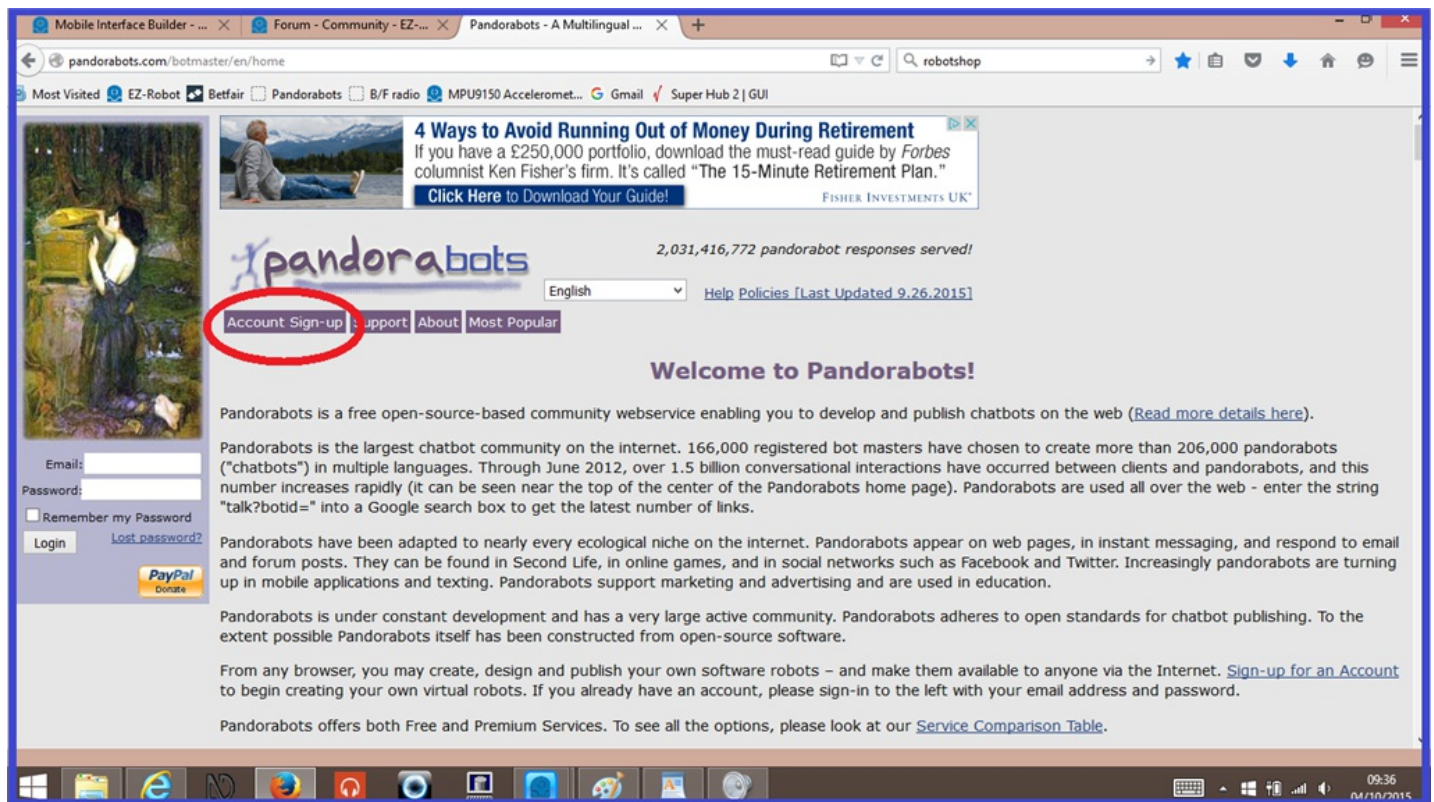 Mobile Interface Builder - ...
Forum - Community - EZ-...
Pandorabots - A Multilingual ...
pandorabots.com/botmaster/en/home
robotshop
Most Visited EZ-Robot Betfair Pandorabots B/F radio MPU9150 Acceleromet... Gmail Super Hub 2 | GUI
4 Ways to Avoid Running Out of Money During Retirement
If you have a £250,000 portfolio, download the must-read guide by Forbes
columnist Ken Fisher's firm. It's called "The 15-Minute Retirement Plan."
Click Here to Download Your Guide!
FISHER INVESTMENTS UK
pandorabots
2,031,416,772 pandorabot responses served!
English
Help Policies [Last Updated 9.26.2015]
Account Sign-up Support About Most Popular
Welcome to Pandorabots!
Pandorabots is a free open-source-based community webservice enabling you to develop and publish chatbots on the web (Read more details here).
Pandorabots is the largest chatbot community on the internet. 166,000 registered bot masters have chosen to create more than 206,000 pandorabots
("chatbots") in multiple languages. Through June 2012, over 1.5 billion conversational interactions have occurred between clients and pandorabots, and this
number increases rapidly (it can be seen near the top of the center of the Pandorabots home page). Pandorabots are used all over the web - enter the string
"talk?botid=" into a Google search box to get the latest number of links.
Pandorabots have been adapted to nearly every ecological niche on the internet. Pandorabots appear on web pages, in instant messaging, and respond to email
and forum posts. They can be found in Second Life, in online games, and in social networks such as Facebook and Twitter. Increasingly pandorabots are turning
up in mobile applications and texting. Pandorabots support marketing and advertising and are used in education.
Pandorabots is under constant development and has a very large active community. Pandorabots adheres to open standards for chatbot publishing. To the
extent possible Pandorabots itself has been constructed from open-source software.
From any browser, you may create, design and publish your own software robots – and make them available to anyone via the Internet. Sign-up for an Account
to begin creating your own virtual robots. If you already have an account, please sign-in to the left with your email address and password.
Pandorabots offers both Free and Premium Services. To see all the options, please look at our Service Comparison Table.
Email:
Password:
Remember my Password
Login Lost password?
PayPal
Donate
09:36
04/10/2015